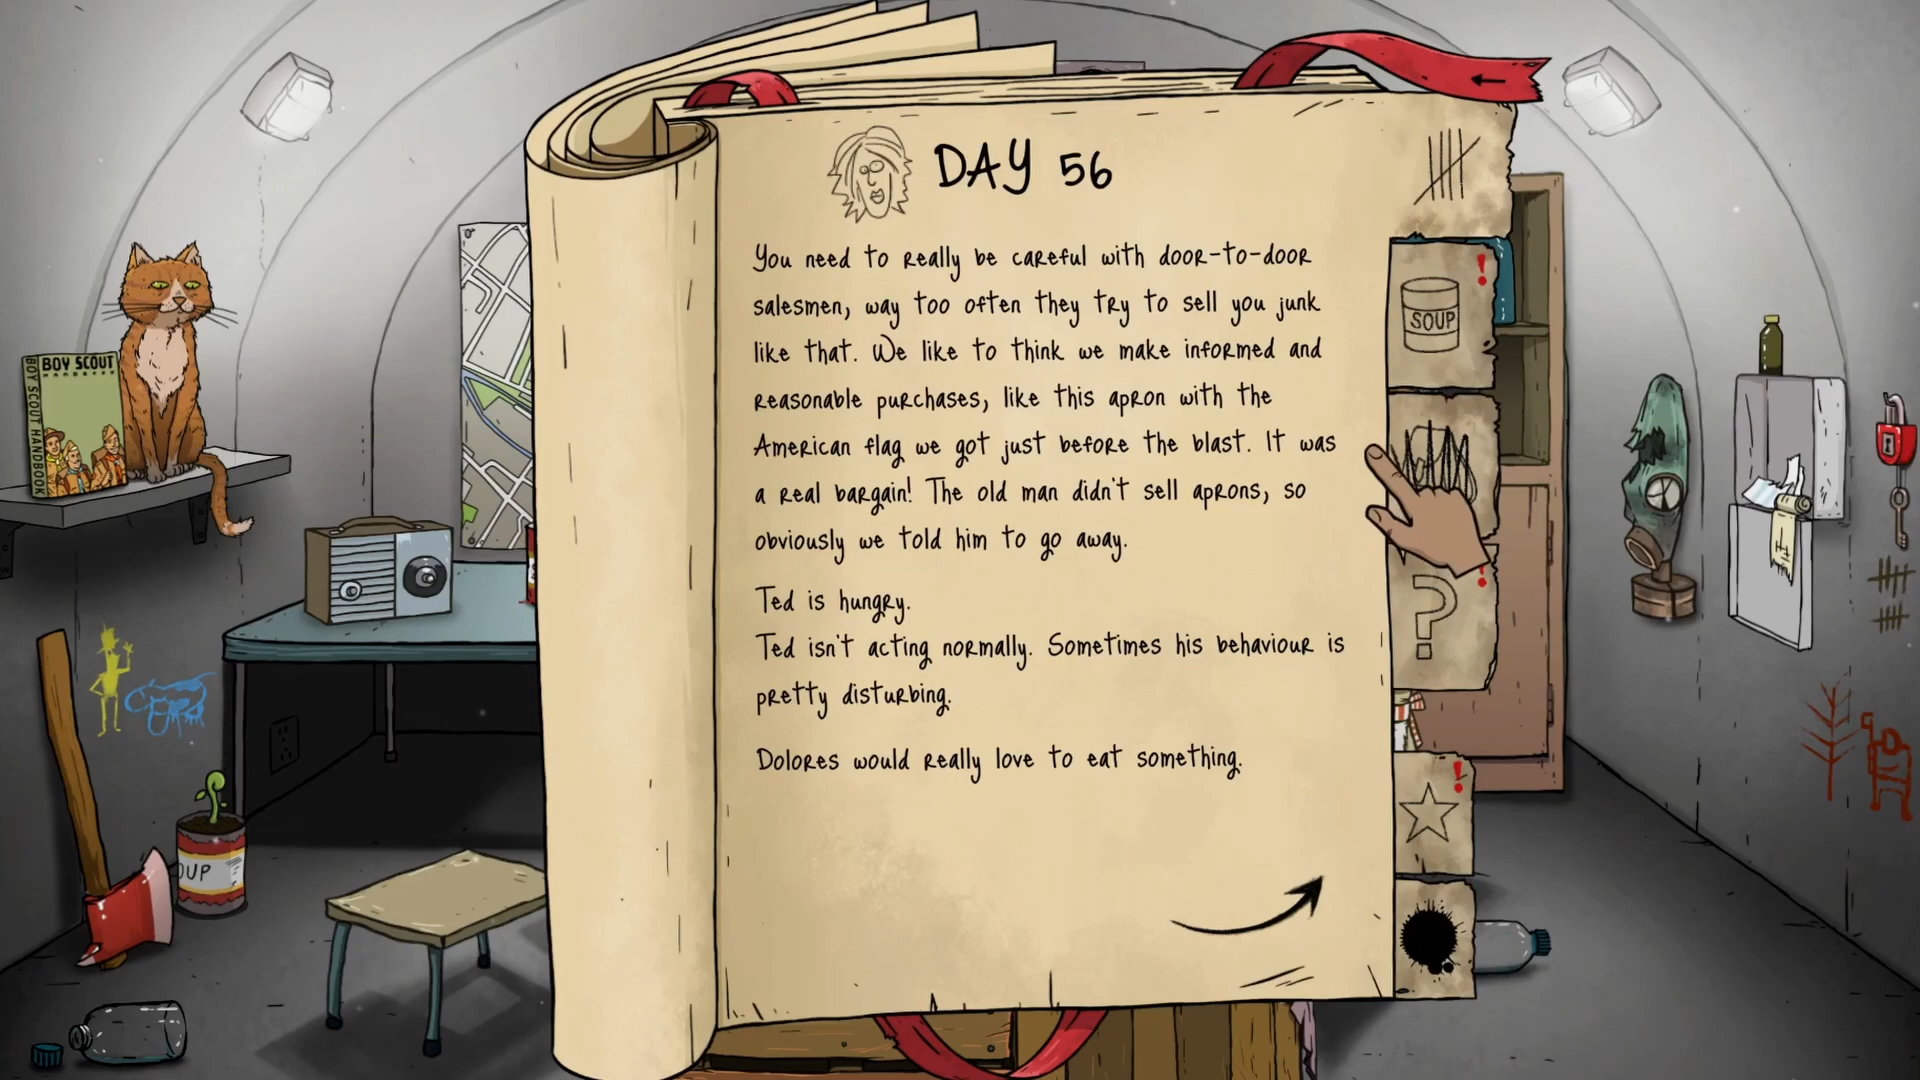 DAY 56
You need to really be careful with door-to-door
salesmen, way too often they try to sell you junk
like that. We like to think we make informed and
reasonable purchases, like this apron with the
American flag we got just before the blast. It was
a real bargain! The old man didn't sell aprons, so
obviously we told him to go away.
Ted is hungry.
Ted isn't acting normally. Sometimes his behaviour is
pretty disturbing.
Dolores would really love to eat something.
SOUP
!
!
?
!
BOY SCOUT
HANDBOOK
BOY SCOUT HANDBOOK
OUP